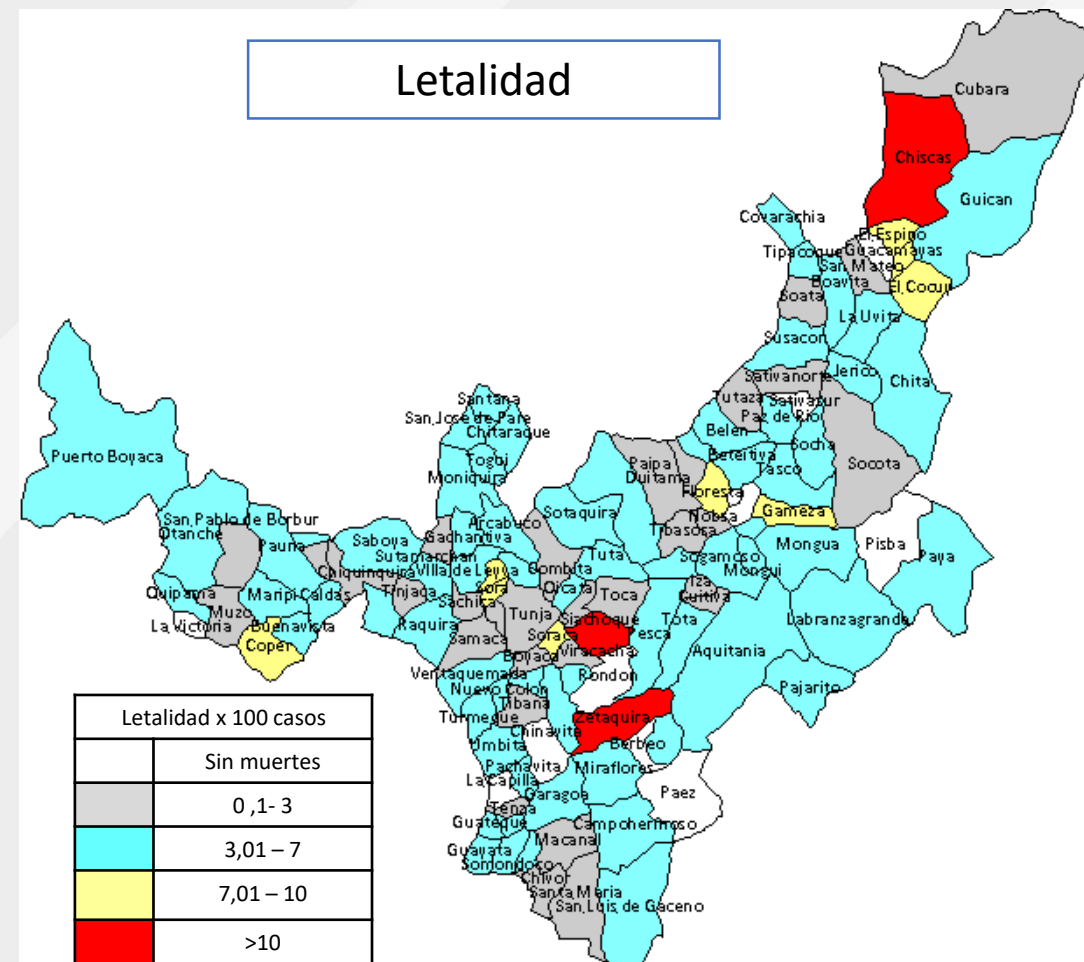 Letalidad
Cubara
Chiscas
Guican
Covarachia
El Espino
Tipacoque
Guacamayas
San Mateo
Boavita
El Cocuy
Soata
La Uvita
Susacon
Sativanorte
Jerico
Chita
Tutaza
Sativasur
Paz de Rio
Santana
San Jose de Pare
Chitaraque
Belen
Socha
Togui
Beteitiva
Tasco
Socota
Puerto Boyaca
Moniquira
Paipa
Duitama
Floresta
Nobsa
Gameza
San Pablo de Borbur
Otanche
Pauna
Saboya
Arcabuco
Gachantiva
Sotaquira
Tibasosa
Mongua
Pisba
Paya
Sutamarchan
Villa de Leyva
Combita
Tuta
Sogamoso
Mongui
Chiquinquira
Tinjaca
Sora
Oicata
Toca
Iza
Cuitiva
Quipama
Maripi
Caldas
Sachica
Tunja
Siachoque
Tota
Labranzagrande
Muzo
La Victoria
Buenavista
Raquira
Samaca
Soraca
Pesca
Coper
Boyaca
Viracacha
Aquitania
Ventaquemada
Rondon
Nuevo Colon
Pajarito
Tibana
Turmeque
Chinavita
Zetaquira
Umbita
Berbeo
Pachavita
Miraflores
La Capilla
Garagoa
Paez
Tenza
Guateque
Campohermoso
Macanal
Guayata
Somondoco
Chivor
Santa Maria
San Luis de Gaceno
Letalidad x 100 casos
Sin muertes
0 ,1- 3
3,01 – 7
7,01 – 10
>10